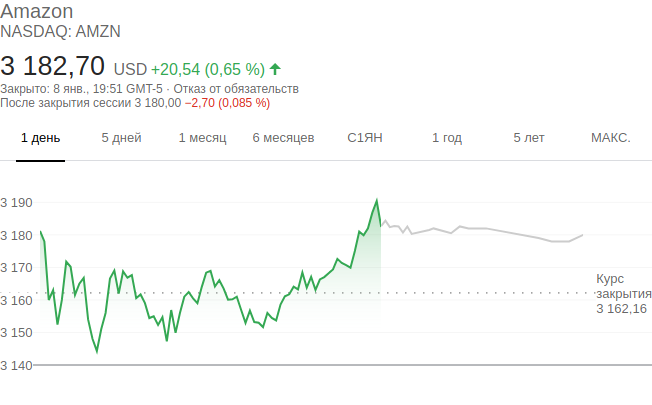 Amazon
NASDAQ: AMZN
3 182,70 USD +20,54 (0,65 %)
Закрыто: 8 янв., 19:51 GMT-5 · Отказ от обязательств
После закрытия сессии 3 180,00 −2,70 (0,085 %)
1 день 5 дней 1 месяц 6 месяцев С1ЯН 1 год 5 лет МАКС.
3 190
3 180
3 170
3 160
3 150
3 140
Курс
закрытия
3 162,16